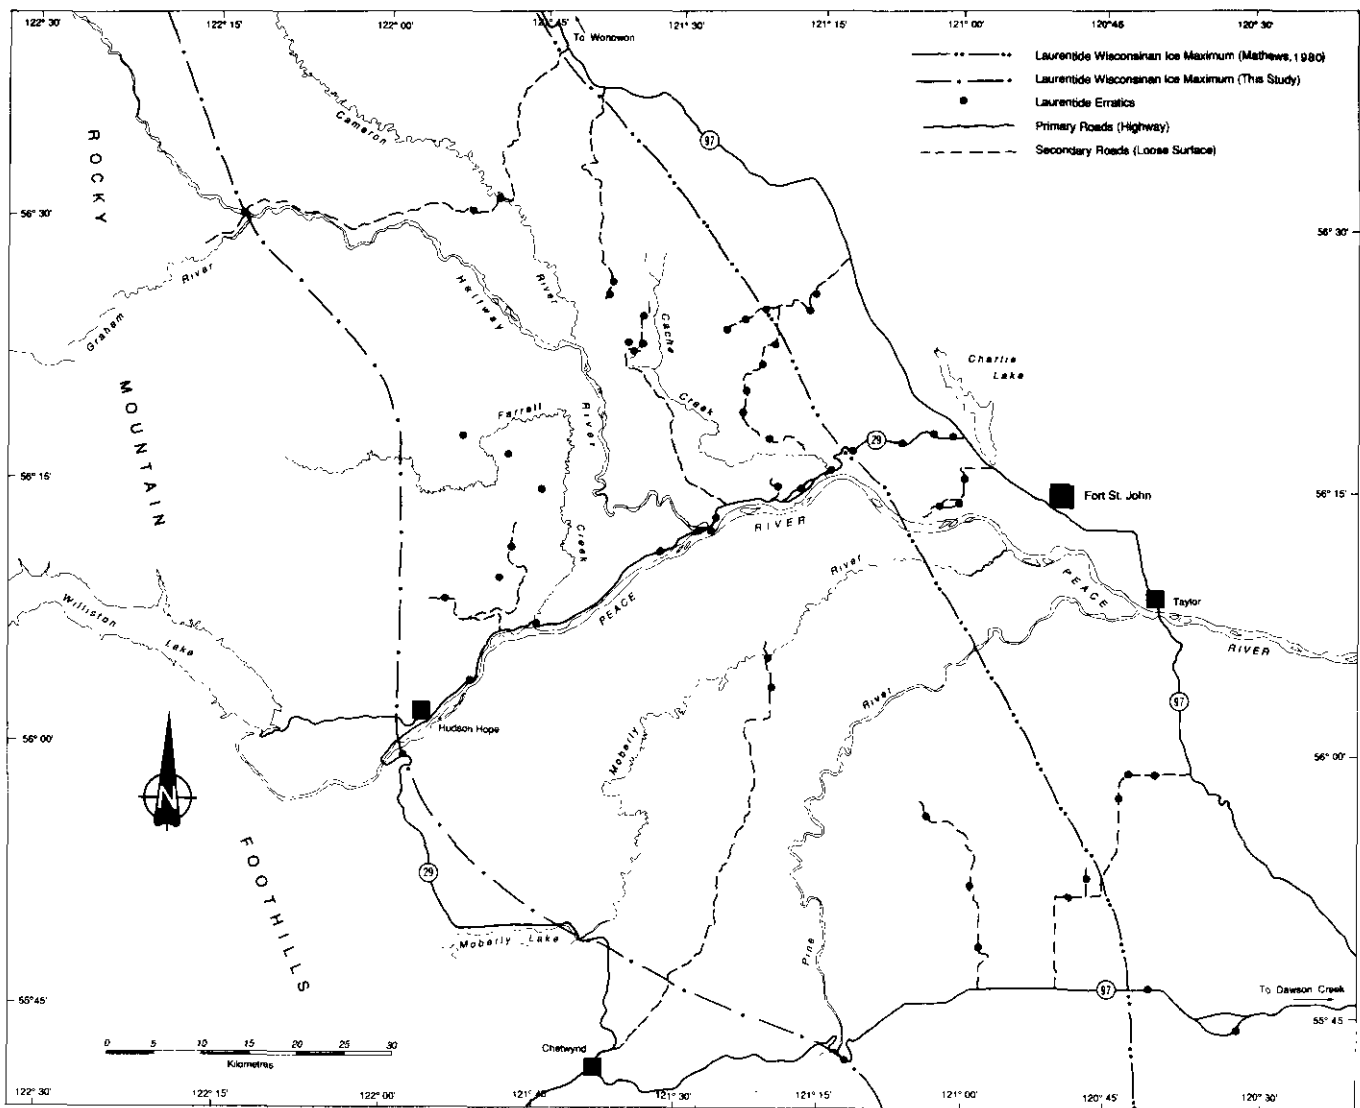 122° 30'
122° 15'
122° 00'
121° 45'
121° 30'
121° 15'
121° 00'
120° 45'
120° 30'
To Wonowon
Laurentide Wisconsinan Ice Maximum (Mathews, 1980)
Laurentide Wisconsinan Ice Maximum (This Study)
Laurentide Erratics
Primary Roads (Highway)
Secondary Roads (Loose Surface)
ROCKY
Cameron
97
56° 30'
56° 30'
River
Graham
Halfway
River
Cache
Charlie
Lake
MOUNTAIN
Farrell
River
Creek
29
56° 15'
56° 15'
Fort St. John
RIVER
Creek
River
PEACE
Williston
Lake
PEACE
Taylor
RIVER
River
97
56° 00'
56° 00'
Hudson Hope
Moberly
N
FOOTHILLS
29
Moberly Lake
Pine
97
To Dawson Creek
55° 45'
55° 45'
0 5 10 15 20 25 30
Kilometres
Chetwynd
122° 30'
122° 15'
122° 00'
121° 45'
121° 30'
121° 15'
121° 00'
120° 45'
120° 30'